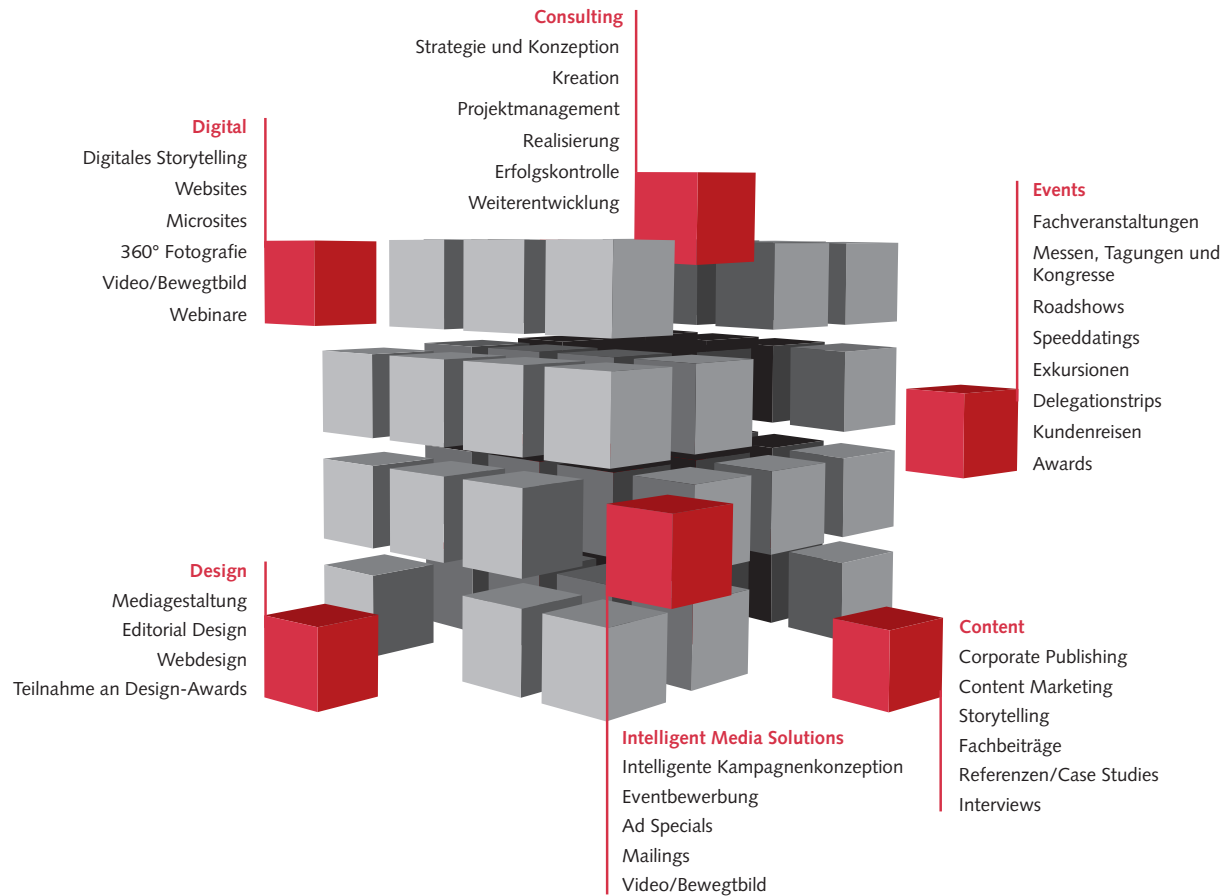 Consulting
Strategie und Konzeption
Kreation
Projektmanagement
Realisierung
Erfolgskontrolle
Weiterentwicklung
Digital
Digitales Storytelling
Websites
Microsites
360° Fotografie
Video/Bewegtbild
Webinare
Events
Fachveranstaltungen
Messen, Tagungen und
Kongresse
Roadshows
Speeddatings
Exkursionen
Delegationstrips
Kundenreisen
Awards
Design
Mediagestaltung
Editorial Design
Webdesign
Teilnahme an Design-Awards
Content
Corporate Publishing
Content Marketing
Storytelling
Fachbeiträge
Referenzen/Case Studies
Interviews
Intelligent Media Solutions
Intelligente Kampagnenkonzeption
Eventbewerbung
Ad Specials
Mailings
Video/Bewegtbild